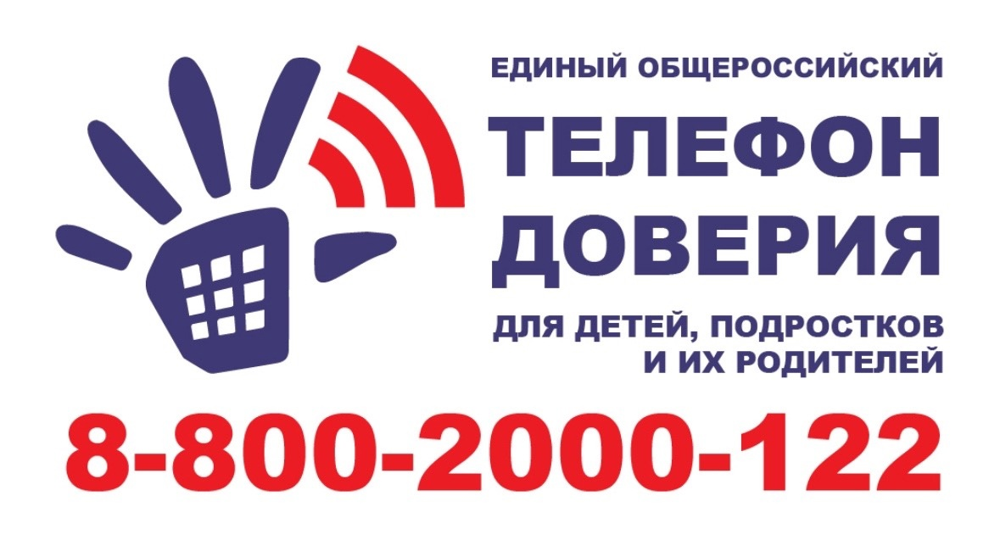 ЕДИНЫЙ ОБЩЕРОССИЙСКИЙ
ТЕЛЕФОН
ДОВЕРИЯ
ДЛЯ ДЕТЕЙ, ПОДРОСТКОВ
И ИХ РОДИТЕЛЕЙ
8-800-2000-122